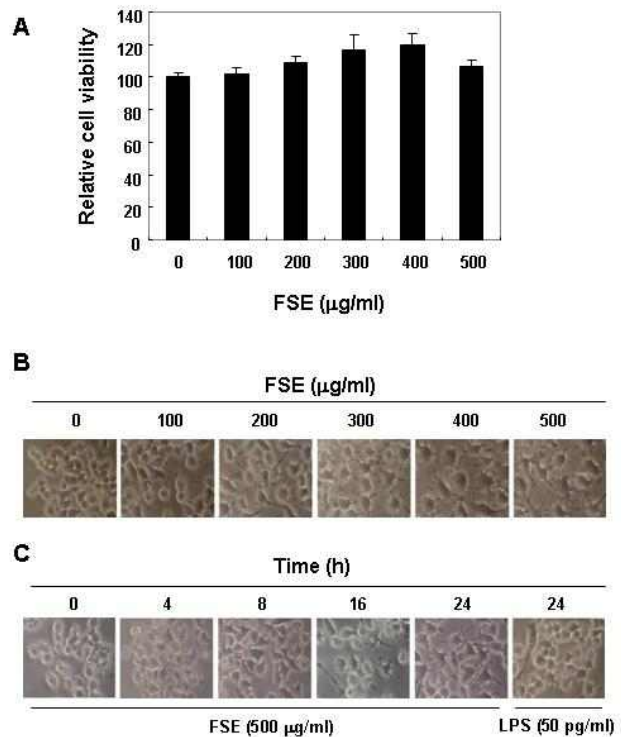 A
140
120
100
80
60
40
20
0
Relative cell viability
0 100 200 300 400 500
FSE (μg/ml)
B
FSE (μg/ml)
0 100 200 300 400 500
C
Time (h)
0 4 8 16 24 24
FSE (500 μg/ml) LPS (50 pg/ml)